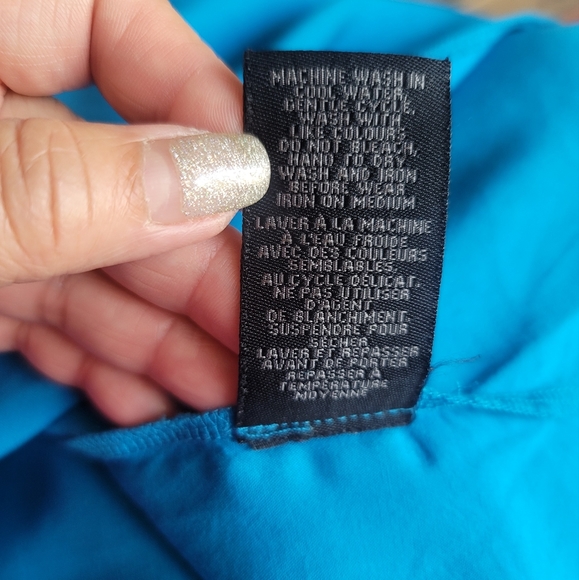 MACHINE WASH IN
COOL WATER,
GENTLE CYCLE,
WASH WITH
LIKE COLOURS
DO NOT BLEACH,
HAND TO DRY
WASH AND IRON
BEFORE WEAR
IRON ON MEDIUM
LAVER À LA MACHINE
À L'EAU FROIDE
AVEC DES COULEURS
SEMBLABLES.
AU CYCLE DÉLICAT.
NE PAS UTILISER
D'AGENT
DE BLANCHIMENT.
SUSPENDRE POUR
SÉCHER
LAVER ET REPASSER
AVANT DE PORTER
REPASSER À
TEMPÉRATURE
MOYENNE